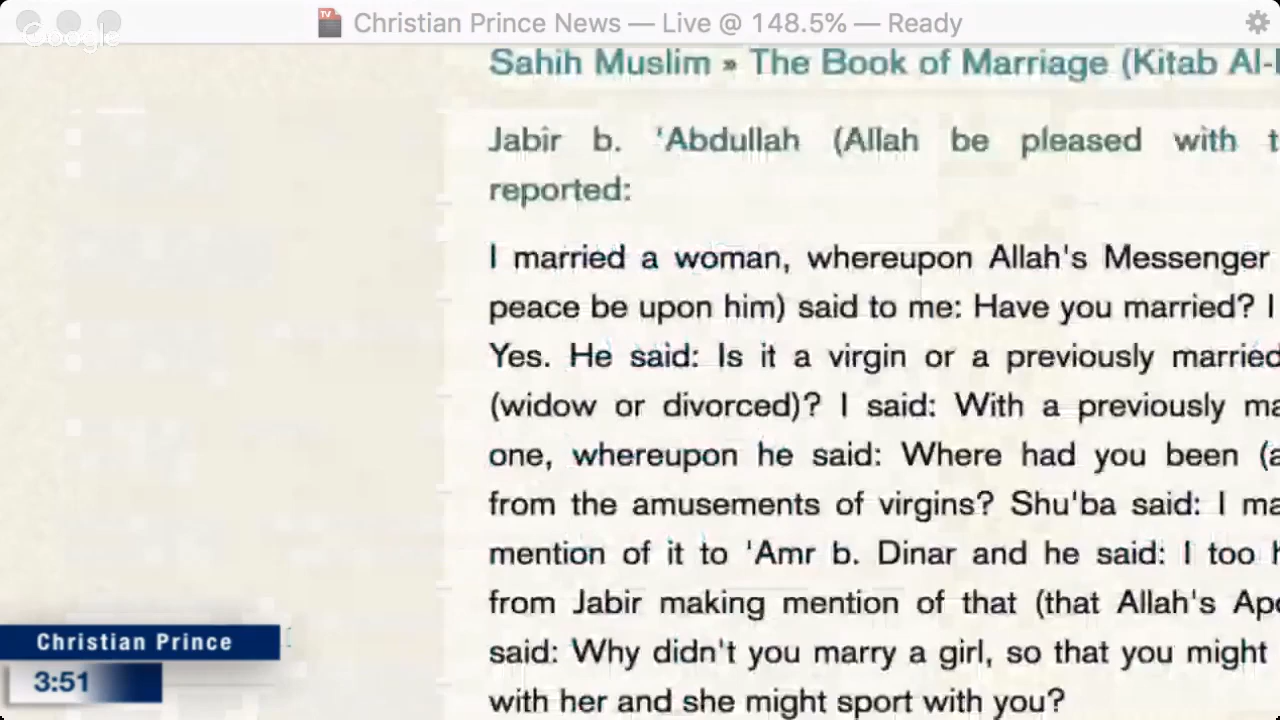 Christian Prince News — Live @ 148.5% — Ready
Google
Sahih Muslim » The Book of Marriage (Kitab Al-
Jabir b. 'Abdullah (Allah be pleased with t
reported:
I married a woman, whereupon Allah's Messenger
peace be upon him) said to me: Have you married? I
Yes. He said: Is it a virgin or a previously married
(widow or divorced)? I said: With a previously ma
one, whereupon he said: Where had you been (a
from the amusements of virgins? Shu'ba said: I ma
mention of it to 'Amr b. Dinar and he said: I too h
from Jabir making mention of that (that Allah's Apo
said: Why didn't you marry a girl, so that you might
with her and she might sport with you?
Christian Prince
3:51